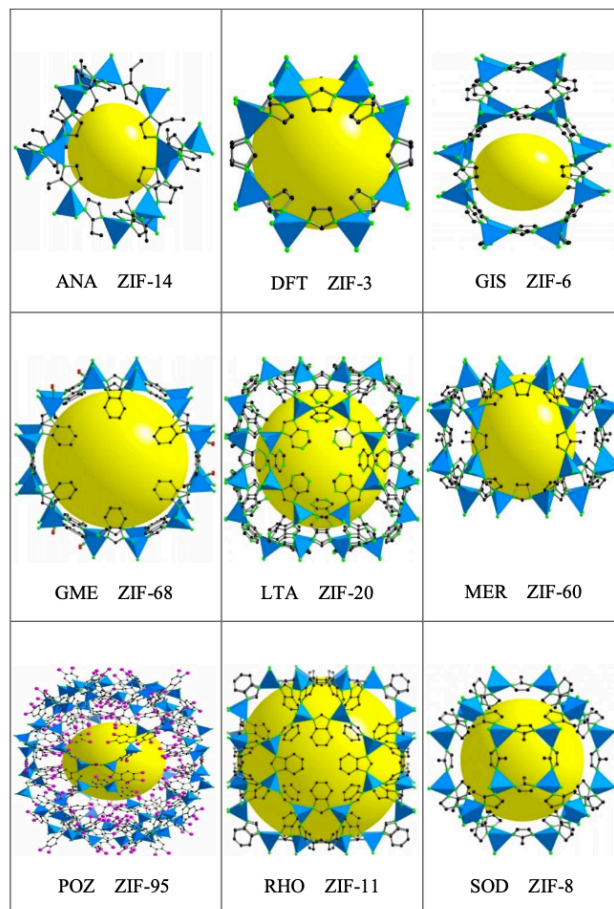 ANA ZIF-14
DFT ZIF-3
GIS ZIF-6
GME ZIF-68
LTA ZIF-20
MER ZIF-60
POZ ZIF-95
RHO ZIF-11
SOD ZIF-8